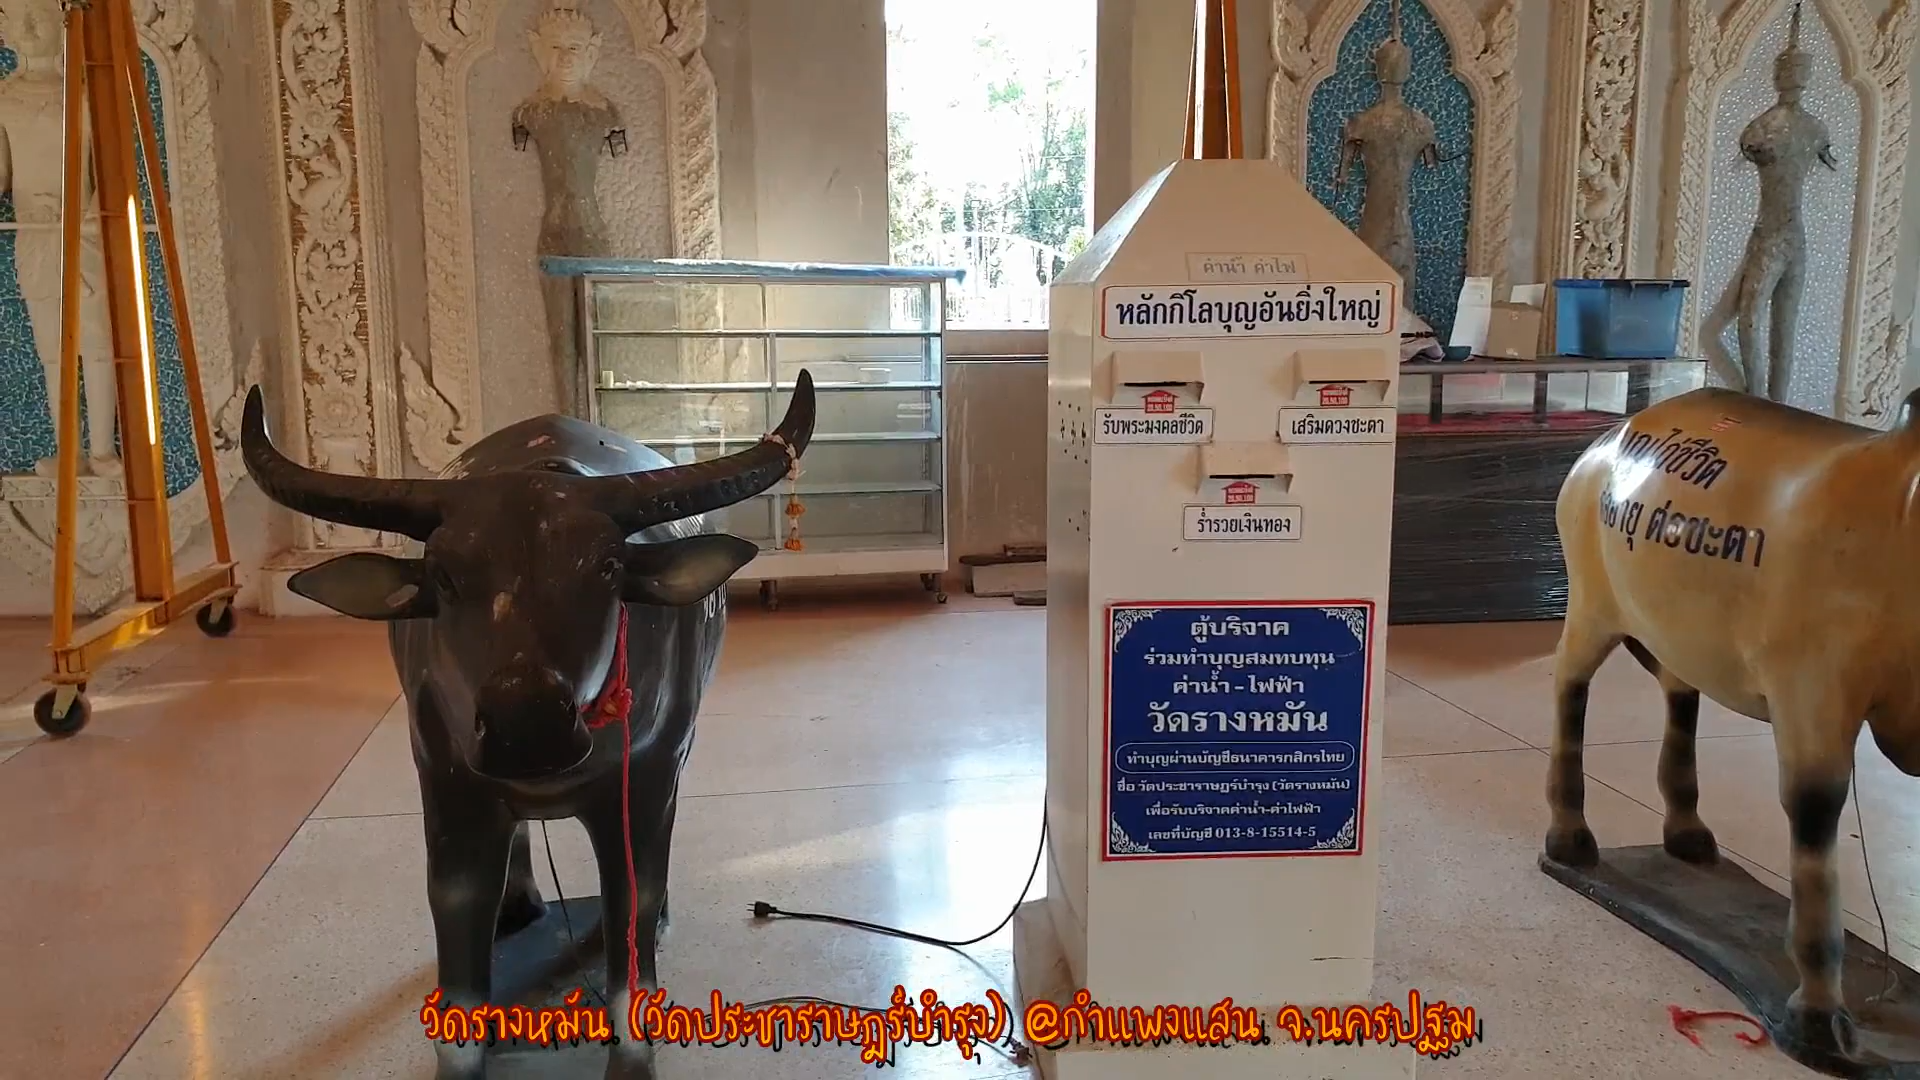 ค่าน้ำ ค่าไฟ
หลักกิโลบุญอันยิ่งใหญ่
รับพระมงคลชีวิต
เสริมดวงชะตา
ร่ำรวยเงินทอง
ตู้บริจาค
ร่วมทำบุญสมทบทุน
ค่าน้ำ - ไฟฟ้า
วัดรางหมัน
ทำบุญผ่านบัญชีธนาคารกสิกรไทย
ชื่อ วัดประชาราษฎร์บำรุง (วัดรางหมัน)
เพื่อรับบริจาคค่าน้ำ-ค่าไฟฟ้า
เลขที่บัญชี 013-8-15514-5
ไถ่ชีวิต
ต่อชะตา
วัดรางหมัน (วัดประชาราษฎร์บำรุง) @กำแพงแสน จ.นครปฐม